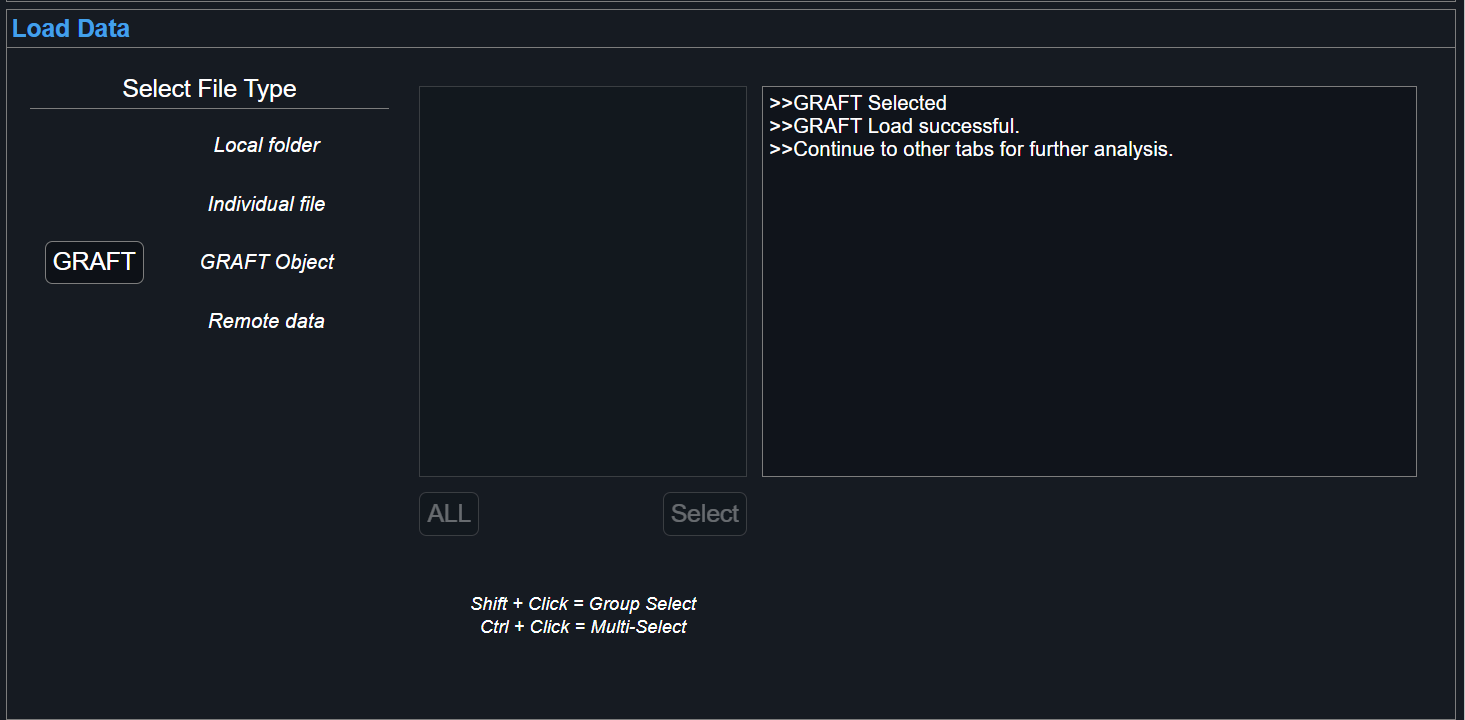 Load Data
Select File Type
Local folder
Individual file
GRAFT
GRAFT Object
Remote data
>>GRAFT Selected
>>GRAFT Load successful.
>>Continue to other tabs for further analysis.
ALL
Select
Shift + Click = Group Select
Ctrl + Click = Multi-Select